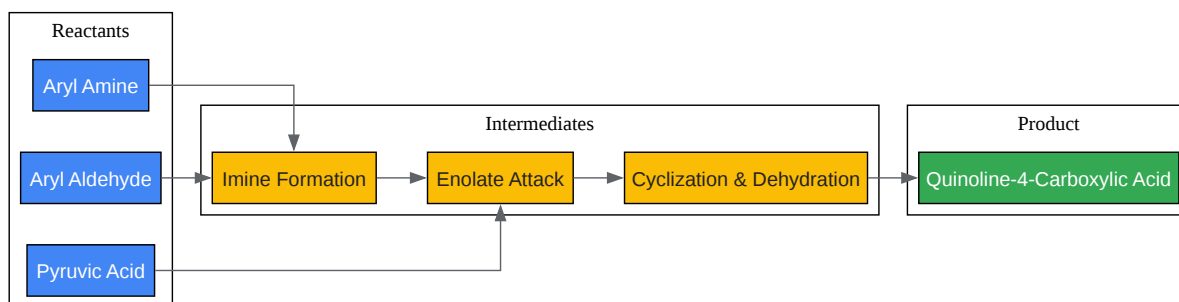 Reactants
Aryl Amine
Aryl Aldehyde
Pyruvic Acid
Intermediates
Imine Formation
Enolate Attack
Cyclization & Dehydration
Product
Quinoline-4-Carboxylic Acid